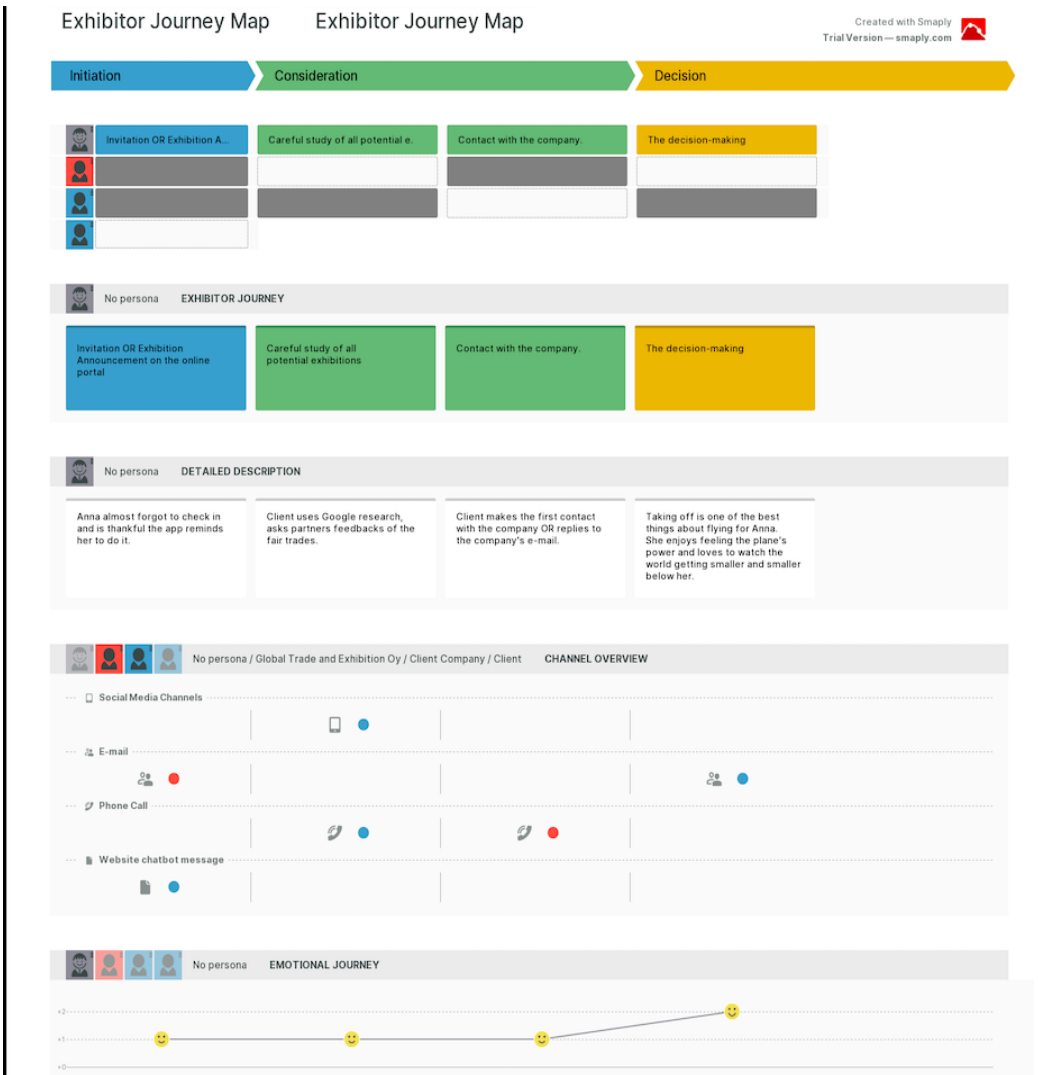 Exhibitor Journey Map Exhibitor Journey Map
Created with Smaply
Trial Version — smaply.com
Initiation Consideration Decision
Invitation OR Exhibition A... Careful study of all potential e. Contact with the company. The decision-making
No persona EXHIBITOR JOURNEY
Invitation OR Exhibition
Announcement on the online
portal
Careful study of all
potential exhibitions
Contact with the company.
The decision-making
No persona DETAILED DESCRIPTION
Anna almost forgot to check in
and is thankful the app reminds
her to do it.
Client uses Google research,
asks partners feedbacks of the
fair trades.
Client makes the first contact
with the company OR replies to
the company's e-mail.
Taking off is one of the best
things about flying for Anna.
She enjoys feeling the plane's
power and loves to watch the
world getting smaller and smaller
below her.
No persona / Global Trade and Exhibition Oy / Client Company / Client CHANNEL OVERVIEW
Social Media Channels
E-mail
Phone Call
Website chatbot message
No persona EMOTIONAL JOURNEY
+2
+1
+0